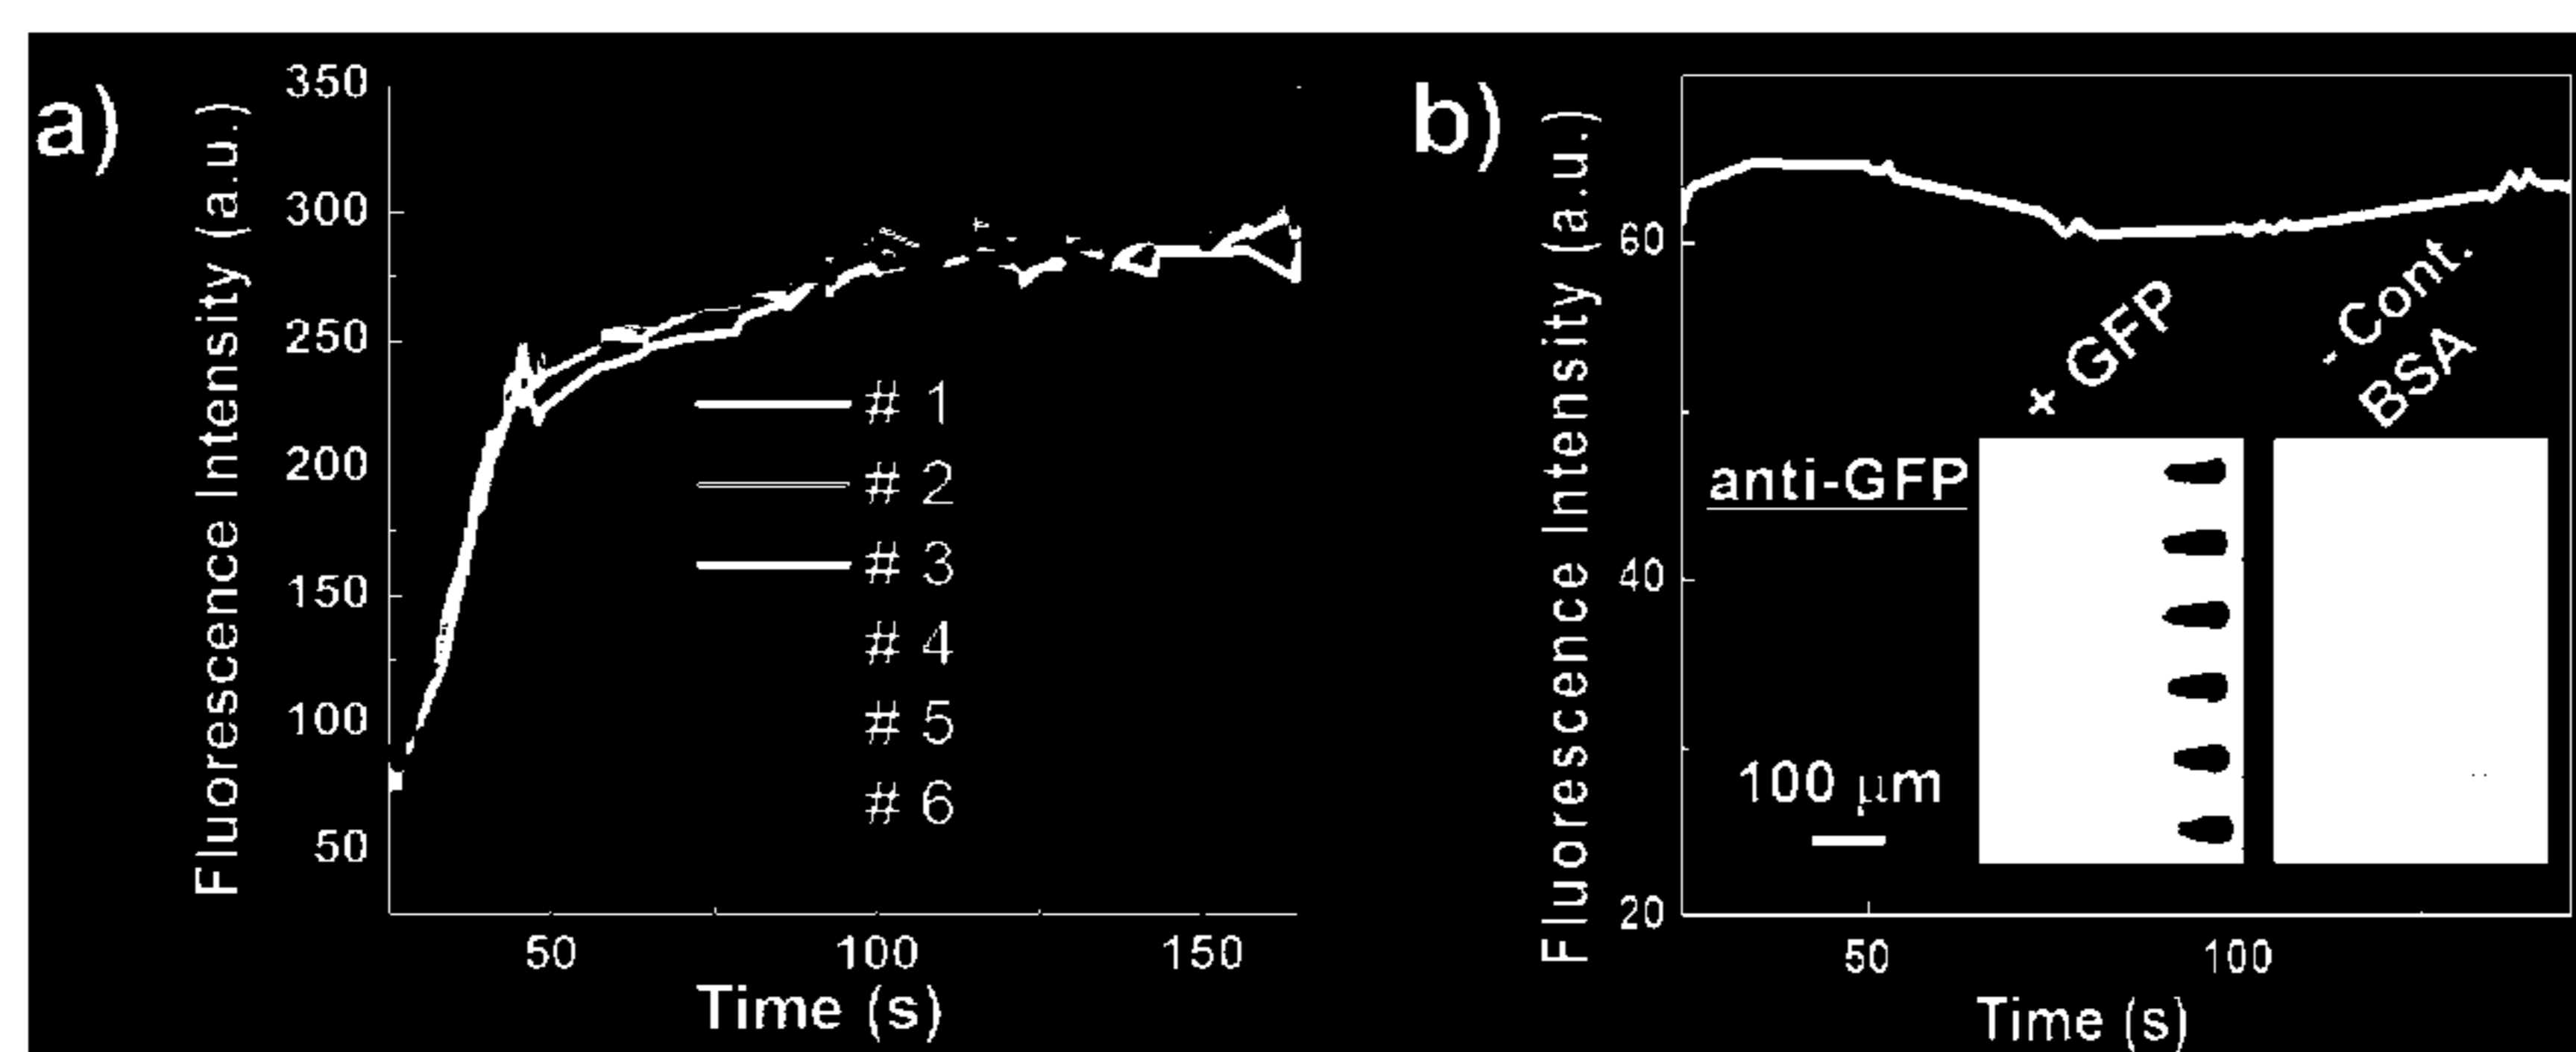 a)
Fluorescence Intensity (a.u.)
350
300
250
200
150
100
50
# 1
# 2
# 3
# 4
# 5
# 6
50 100 150
Time (s)
b)
Fluorescence Intensity (a.u.)
60
40
20
+ GFP
- Cont.
BSA
anti-GFP
100 μm
50 100
Time (s)